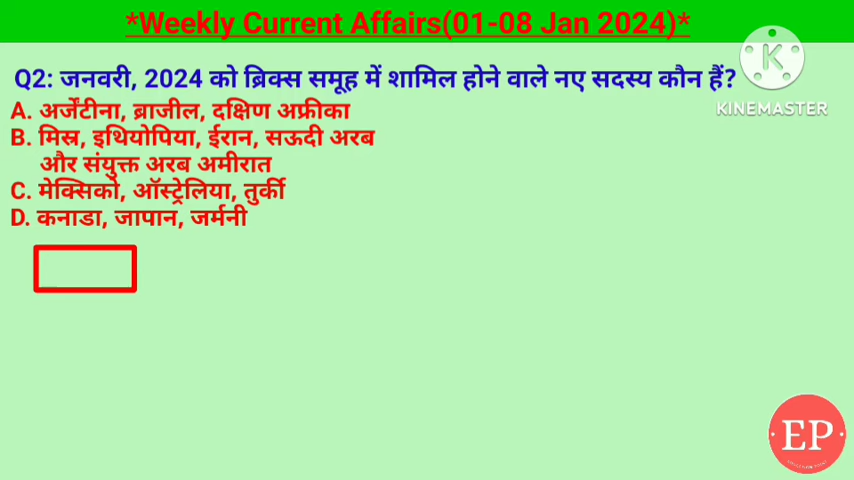 *Weekly Current Affairs(01-08 Jan 2024)*
Q2: जनवरी, 2024 को ब्रिक्स समूह में शामिल होने वाले नए सदस्य कौन हैं?
KINEMASTER
A. अर्जेंटीना, ब्राजील, दक्षिण अफ्रीका
B. मिस्र, इथियोपिया, ईरान, सऊदी अरब
और संयुक्त अरब अमीरात
C. मेक्सिको, ऑस्ट्रेलिया, तुर्की
D. कनाडा, जापान, जर्मनी
EP